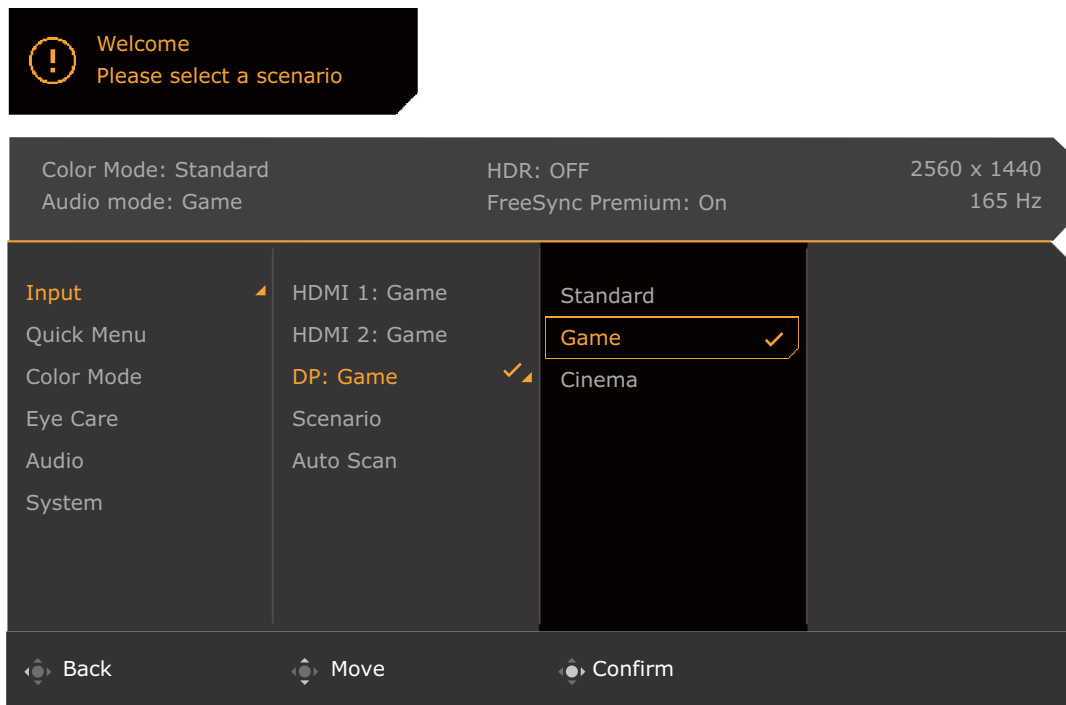 Welcome
Please select a scenario
Color Mode: Standard
HDR: OFF
2560 x 1440
Audio mode: Game
FreeSync Premium: On
165 Hz
Input
Quick Menu
Color Mode
Eye Care
Audio
System
HDMI 1: Game
HDMI 2: Game
DP: Game
Scenario
Auto Scan
Standard
Game
Cinema
Back
Move
Confirm